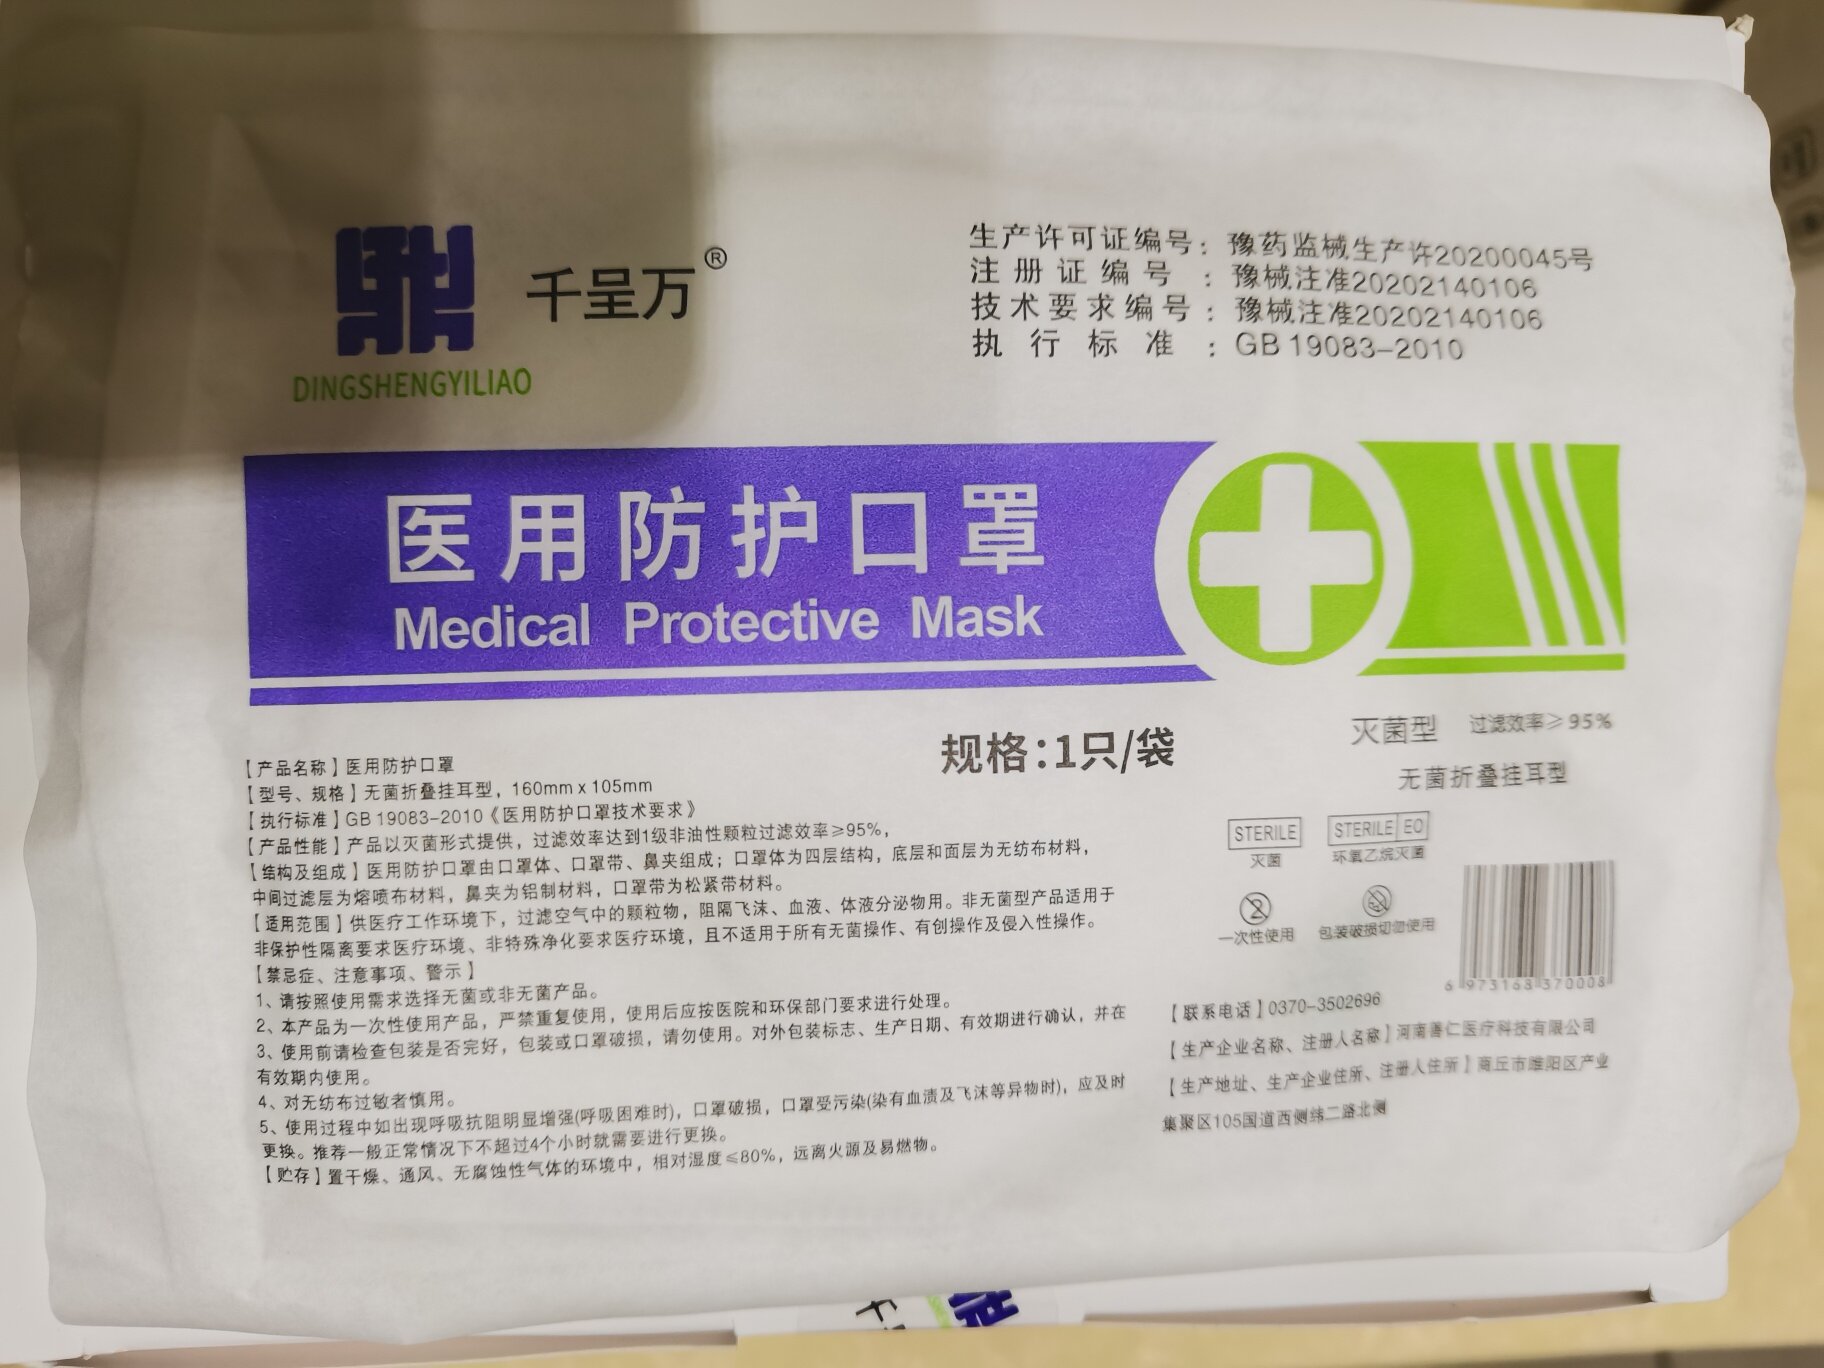 千呈万®
DINGSHENGYILIAO
生产许可证编号：豫药监械生产许20200045号
注册证编号：豫械注准20202140106
技术要求编号：豫械注准20202140106
执行标准：GB 19083-2010
医用防护口罩
Medical Protective Mask
规格：1只/袋
灭菌型 过滤效率≥95%
无菌折叠挂耳型
【产品名称】医用防护口罩
【型号、规格】无菌折叠挂耳型，160mm x 105mm
【执行标准】GB 19083-2010《医用防护口罩技术要求》
【产品性能】产品以灭菌形式提供，过滤效率达到1级非油性颗粒过滤效率≥95%，
【结构及组成】医用防护口罩由口罩体、口罩带、鼻夹组成；口罩体为四层结构，底层和面层为无纺布材料，
中间过滤层为熔喷布材料，鼻夹为铝制材料，口罩带为松紧带材料。
【适用范围】供医疗工作环境下，过滤空气中的颗粒物，阻隔飞沫、血液、体液分泌物用。非无菌型产品适用于
非保护性隔离要求医疗环境、非特殊净化要求医疗环境，且不适用于所有无菌操作、有创操作及侵入性操作。
【禁忌症、注意事项、警示】
1、请按照使用需求选择无菌或非无菌产品。
2、本产品为一次性使用产品，严禁重复使用，使用后应按医院和环保部门要求进行处理。
3、使用前请检查包装是否完好，包装或口罩破损，请勿使用。对外包装标志、生产日期、有效期进行确认，并在
有效期内使用。
4、对无纺布过敏者慎用。
5、使用过程中如出现呼吸抗阻明显增强(呼吸困难时)，口罩破损，口罩受污染(染有血渍及飞沫等异物时)，应及时
更换。推荐一般正常情况下不超过4个小时就需要进行更换。
【贮存】置干燥、通风、无腐蚀性气体的环境中，相对湿度≤80%，远离火源及易燃物。
STERILE
灭菌
STERILE EO
环氧乙烷灭菌
2
一次性使用
包装破损切勿使用
6 973168 370008
【联系电话】0370-3502696
【生产企业名称、注册人名称】河南善仁医疗科技有限公司
【生产地址、生产企业住所、注册人住所】商丘市睢阳区产业
集聚区105国道西侧纬二路北侧